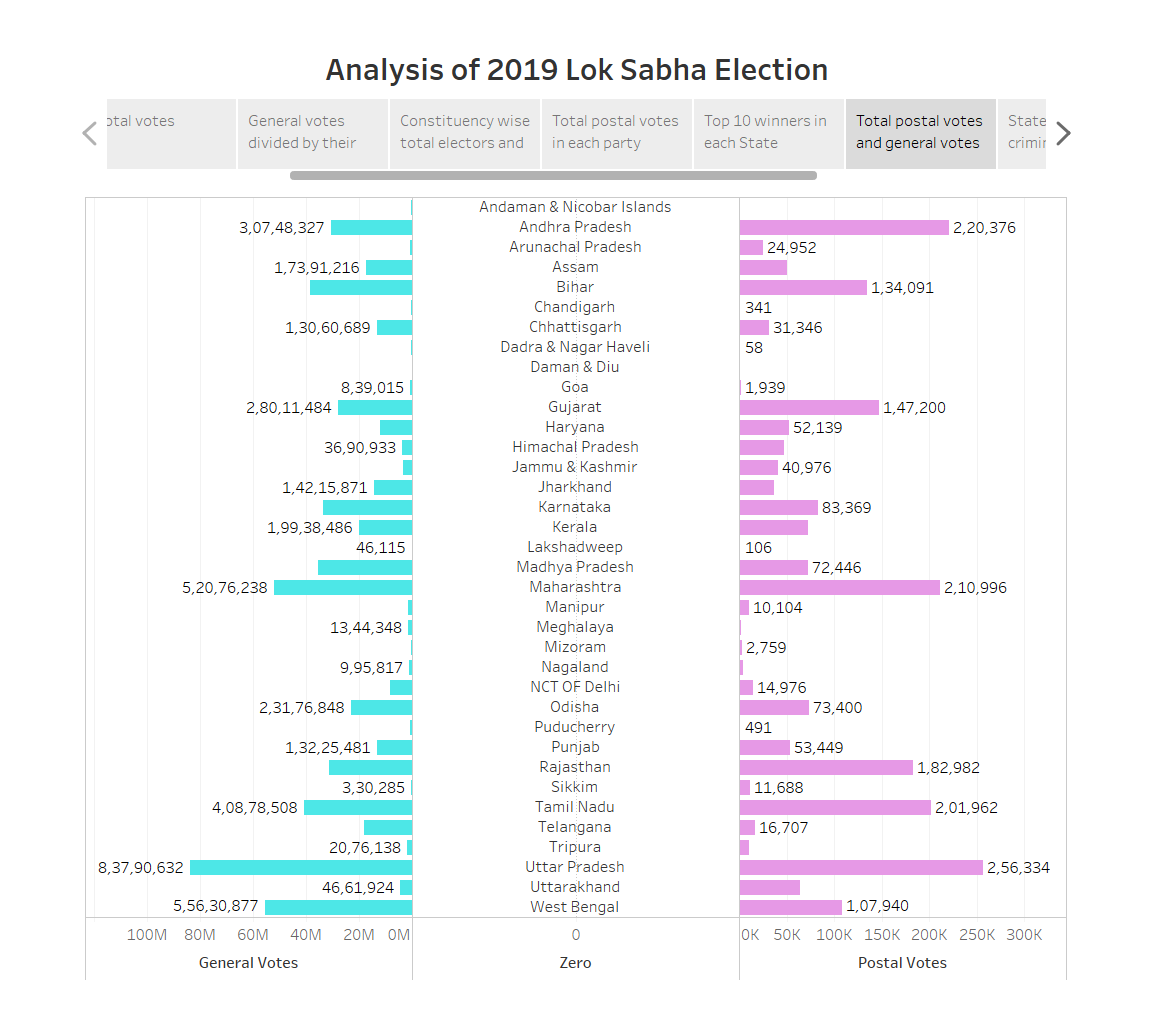 Analysis of 2019 Lok Sabha Election
otal votes
General votes
divided by their
Constituency wise
total electors and
Total postal votes
in each party
Top 10 winners in
each State
Total postal votes
and general votes
State
crimin
Andaman & Nicobar Islands
3,07,48,327 Andhra Pradesh 2,20,376
Arunachal Pradesh 24,952
1,73,91,216 Assam
Bihar 1,34,091
Chandigarh 341
1,30,60,689 Chhattisgarh 31,346
Dadra & Nagar Haveli 58
Daman & Diu
8,39,015 Goa 1,939
2,80,11,484 Gujarat 1,47,200
Haryana 52,139
36,90,933 Himachal Pradesh
Jammu & Kashmir 40,976
1,42,15,871 Jharkhand
Karnataka 83,369
1,99,38,486 Kerala
46,115 Lakshadweep 106
Madhya Pradesh 72,446
5,20,76,238 Maharashtra 2,10,996
Manipur 10,104
13,44,348 Meghalaya
Mizoram 2,759
9,95,817 Nagaland
NCT OF Delhi 14,976
2,31,76,848 Odisha 73,400
Puducherry 491
1,32,25,481 Punjab 53,449
Rajasthan 1,82,982
3,30,285 Sikkim 11,688
4,08,78,508 Tamil Nadu 2,01,962
Telangana 16,707
20,76,138 Tripura
8,37,90,632 Uttar Pradesh 2,56,334
46,61,924 Uttarakhand
5,56,30,877 West Bengal 1,07,940
100M 80M 60M 40M 20M 0M 0 0K 50K 100K 150K 200K 250K 300K
General Votes Zero Postal Votes